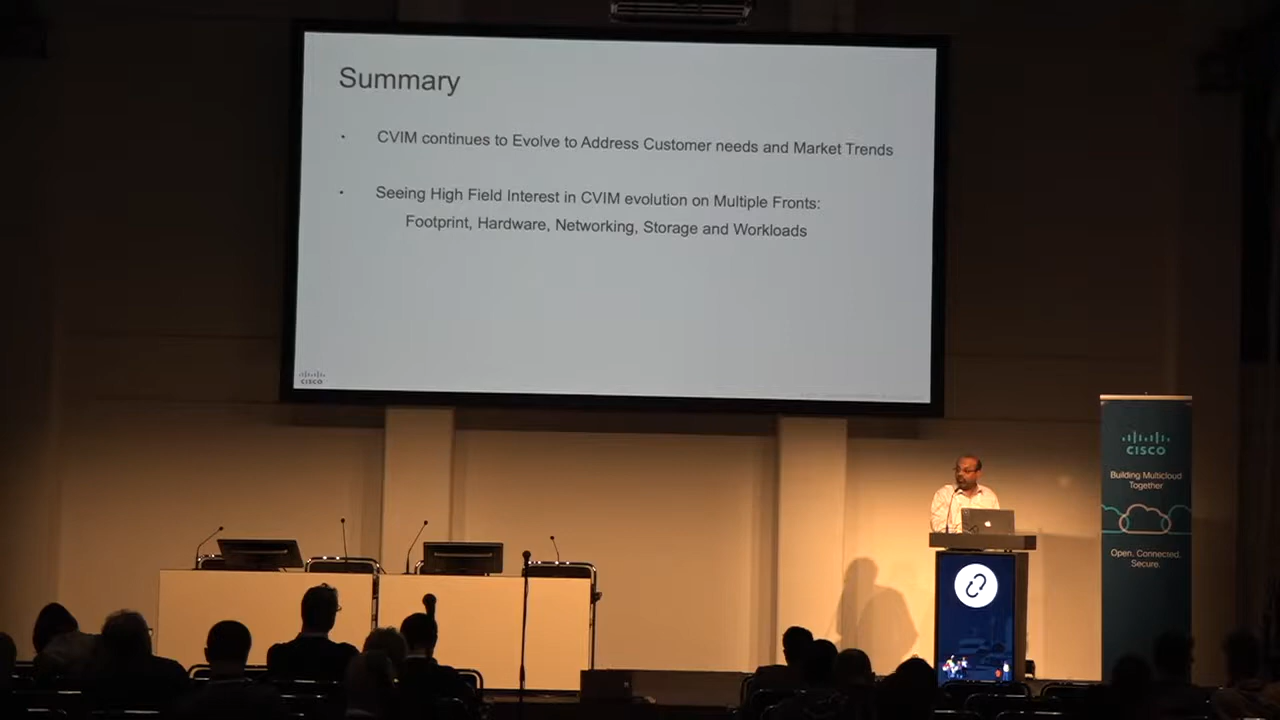 Summary
· CVIM continues to Evolve to Address Customer needs and Market Trends
· Seeing High Field Interest in CVIM evolution on Multiple Fronts:
Footprint, Hardware, Networking, Storage and Workloads
CISCO
CISCO
Building Multicloud
Together
Open. Connected.
Secure.